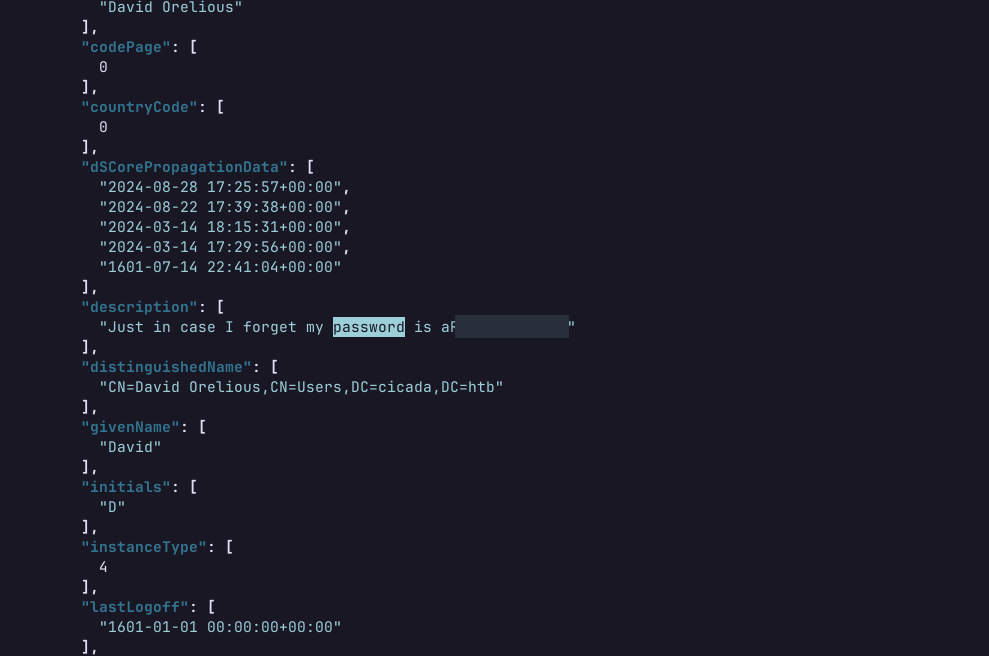 "David Orelious"
],
"codePage": [
0
],
"countryCode": [
0
],
"dSCorePropagationData": [
"2024-08-28 17:25:57+00:00",
"2024-08-22 17:39:38+00:00",
"2024-03-14 18:15:31+00:00",
"2024-03-14 17:29:56+00:00",
"1601-07-14 22:41:04+00:00"
],
"description": [
"Just in case I forget my password is a"
],
"distinguishedName": [
"CN=David Orelious,CN=Users,DC=cicada,DC=htb"
],
"givenName": [
"David"
],
"initials": [
"D"
],
"instanceType": [
4
],
"lastLogoff": [
"1601-01-01 00:00:00+00:00"
],